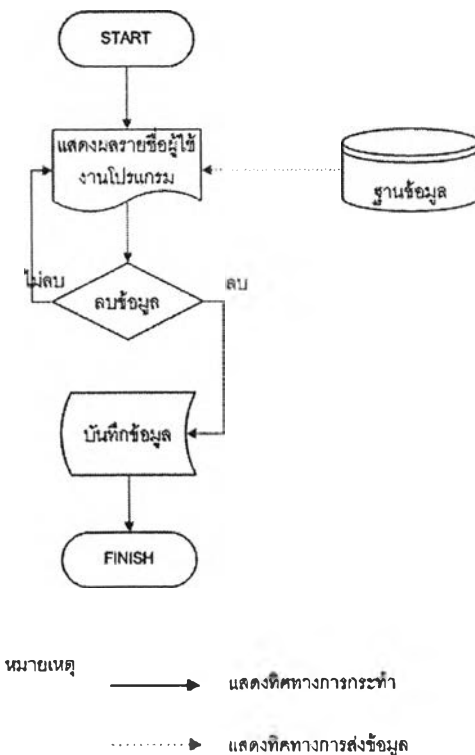 START
แสดงผลรายชื่อผู้ใช้
งานโปรแกรม
ฐานข้อมูล
ไม่ลบ
ลบ
ลบข้อมูล
บันทึกข้อมูล
FINISH
หมายเหตุ
แสดงทิศทางการกระทำ
แสดงทิศทางการส่งข้อมูล